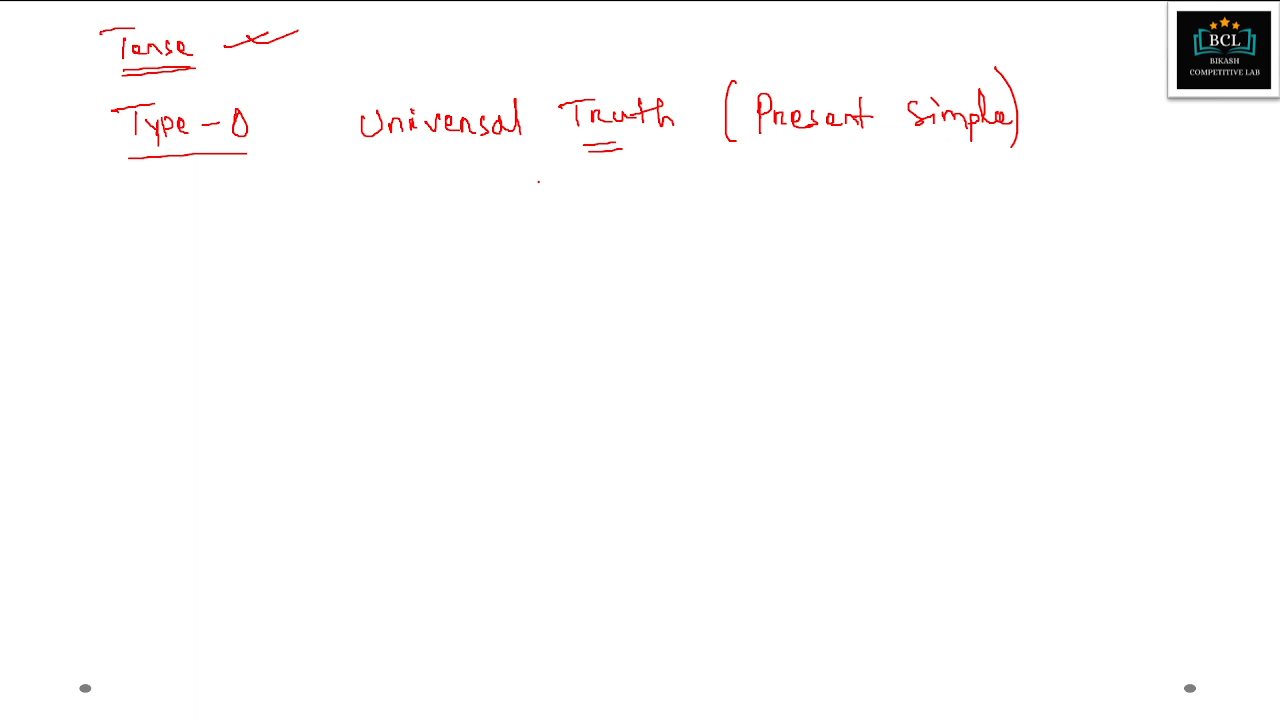 Tense
BCL
BIKASH
COMPETITIVE LAB
Type - 0 Universal Truth (Present Simple)